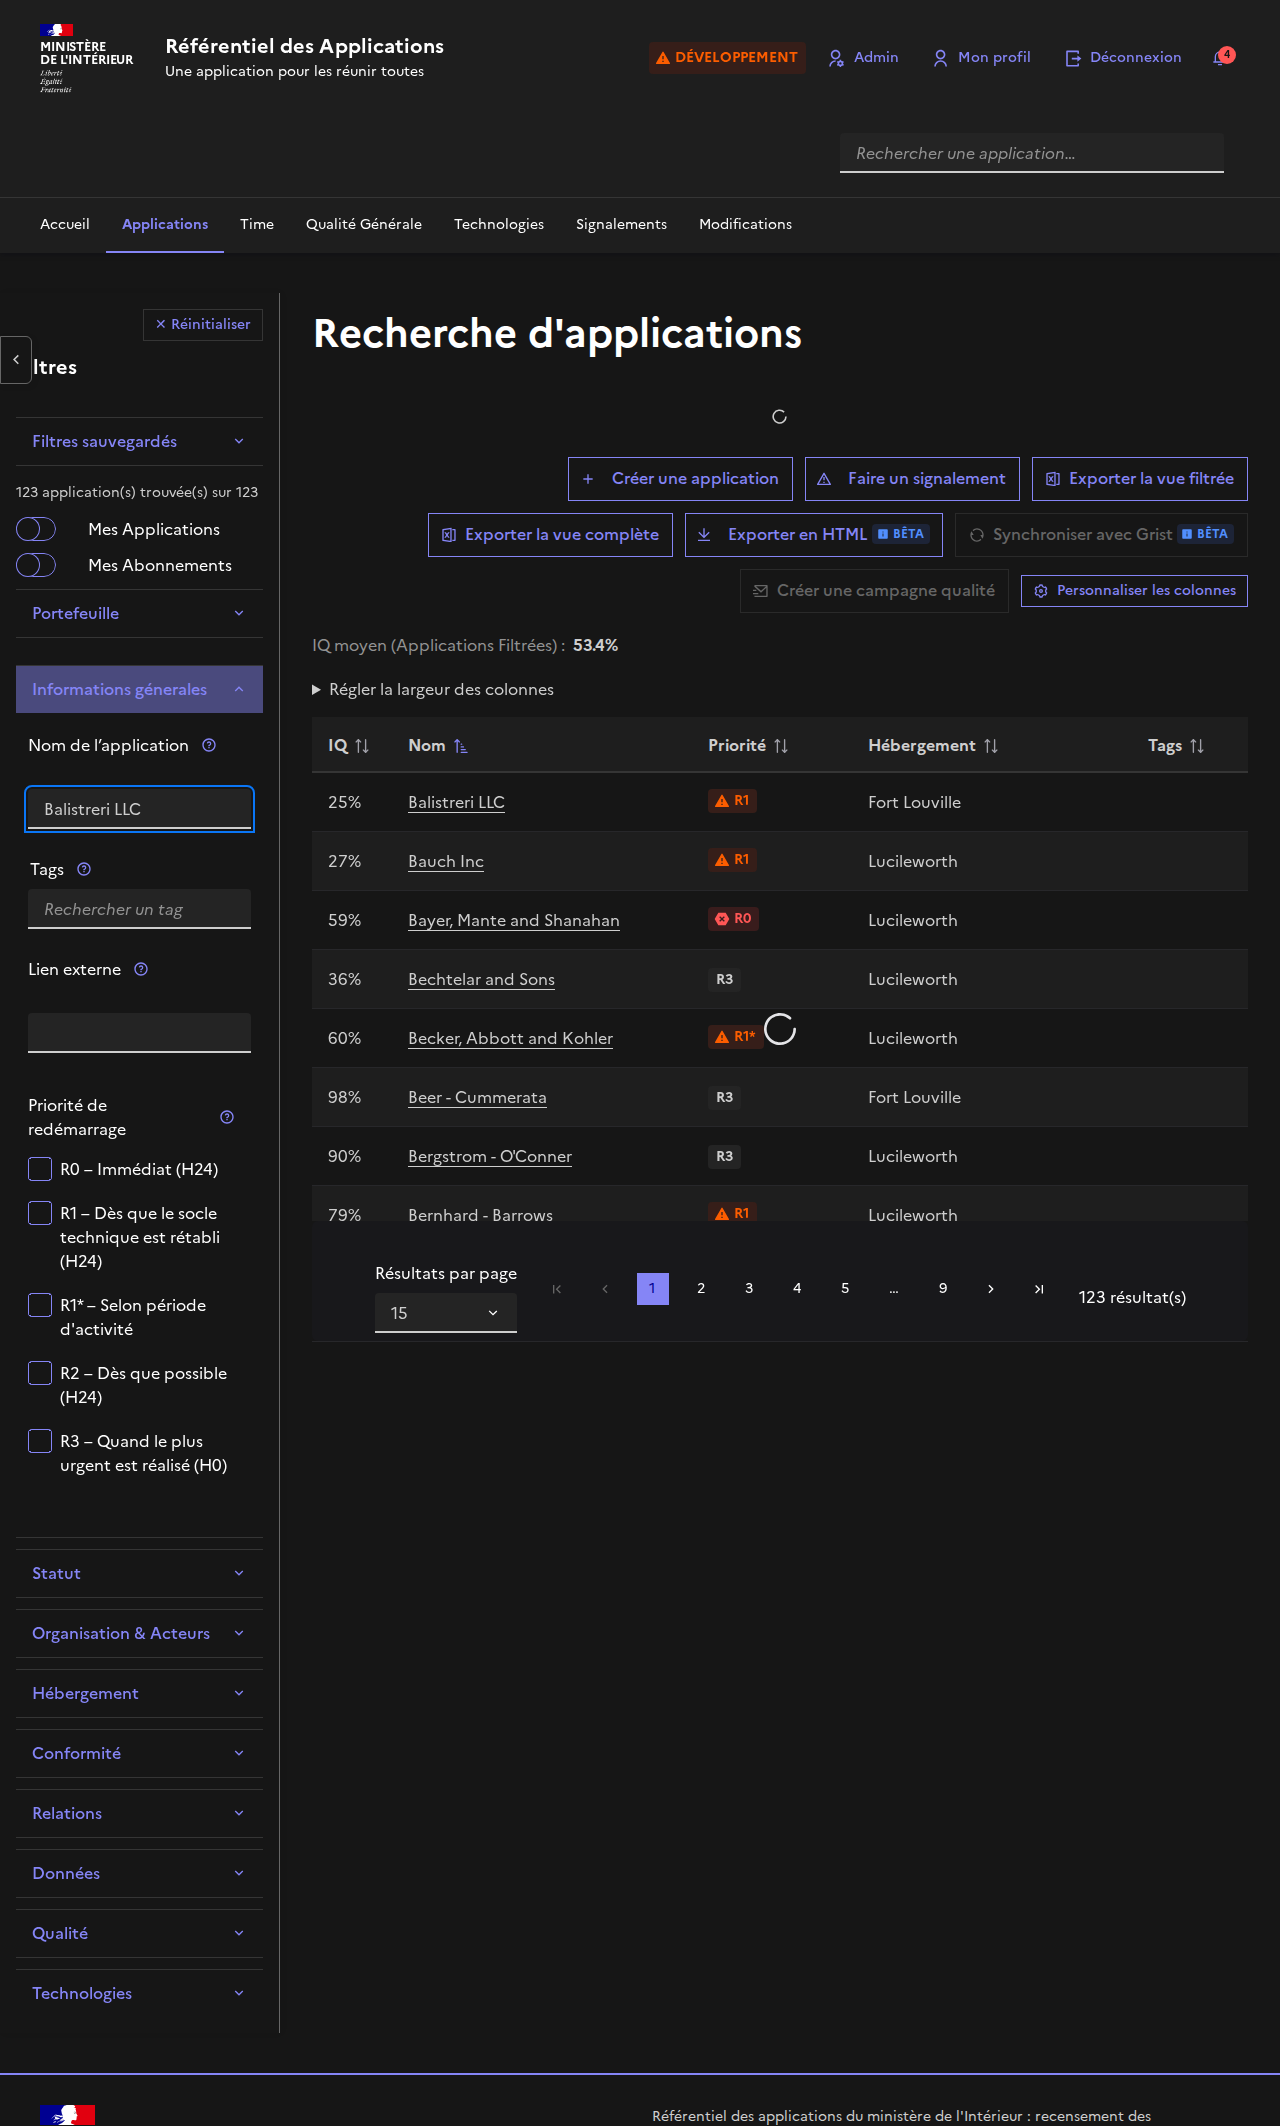 MINISTÈRE
DE L'INTÉRIEUR
Liberté
Égalité
Fraternité
Référentiel des Applications
Une application pour les réunir toutes
DÉVELOPPEMENT
Admin
Mon profil
Déconnexion
4
Rechercher une application...
Accueil
Applications
Time
Qualité Générale
Technologies
Signalements
Modifications
Réinitialiser
ltres
Filtres sauvegardés
123 application(s) trouvée(s) sur 123
Mes Applications
Mes Abonnements
Portefeuille
Informations génerales
Nom de l’application
Balistreri LLC
Tags
Rechercher un tag
Lien externe
Priorité de
redémarrage
R0 – Immédiat (H24)
R1 – Dès que le socle
technique est rétabli
(H24)
R1* – Selon période
d'activité
R2 – Dès que possible
(H24)
R3 – Quand le plus
urgent est réalisé (H0)
Statut
Organisation & Acteurs
Hébergement
Conformité
Relations
Données
Qualité
Technologies
Recherche d'applications
Créer une application
Faire un signalement
Exporter la vue filtrée
Exporter la vue complète
Exporter en HTML BÊTA
Synchroniser avec Grist BÊTA
Créer une campagne qualité
Personnaliser les colonnes
IQ moyen (Applications Filtrées) : 53.4%
Régler la largeur des colonnes
IQ Nom Priorité Hébergement Tags
25% Balistreri LLC R1 Fort Louville
27% Bauch Inc R1 Lucileworth
59% Bayer, Mante and Shanahan R0 Lucileworth
36% Bechtelar and Sons R3 Lucileworth
60% Becker, Abbott and Kohler R1* Lucileworth
98% Beer - Cummerata R3 Fort Louville
90% Bergstrom - O'Conner R3 Lucileworth
79% Bernhard - Barrows R1 Lucileworth
Résultats par page
15
1 2 3 4 5 … 9
123 résultat(s)
Référentiel des applications du ministère de l'Intérieur : recensement des